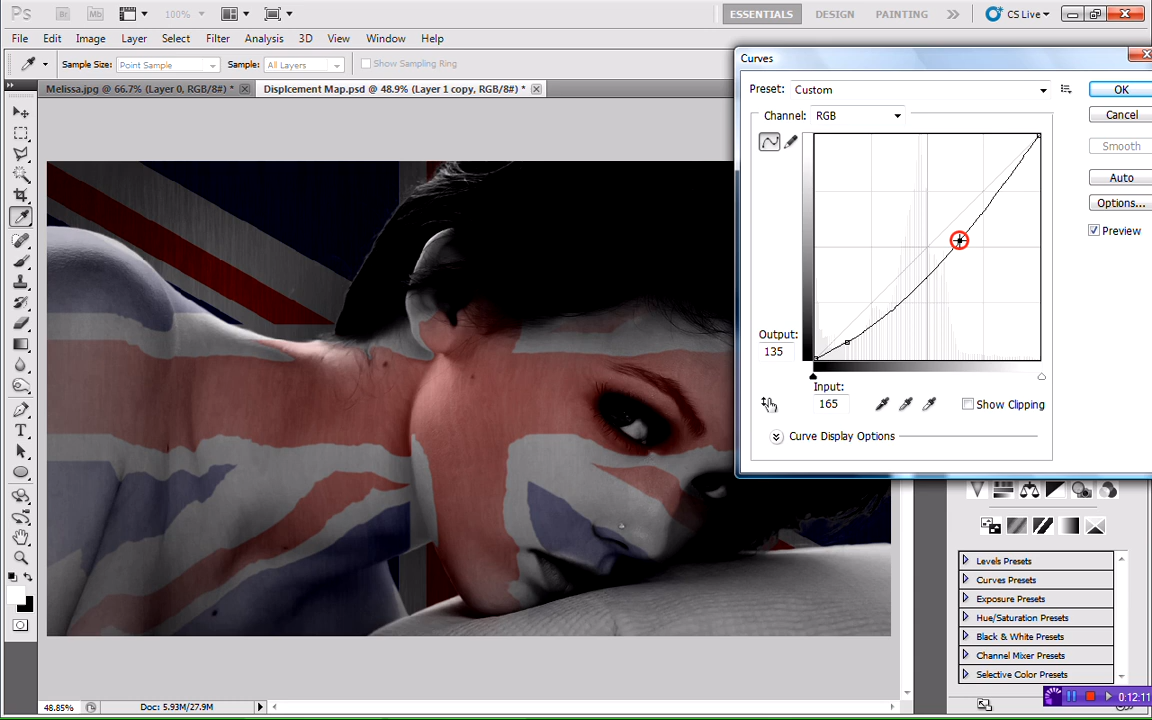 Ps Br Mb 100% ESSENTIALS DESIGN PAINTING CS Live
File Edit Image Layer Select Filter Analysis 3D View Window Help
Sample Size: Point Sample Sample: All Layers Show Sampling Ring
Melissa.jpg @ 66.7% (Layer 0, RGB/8#) * Displcement Map.psd @ 48.9% (Layer 1 copy, RGB/8#) *
Curves
Preset: Custom
OK
Channel: RGB
Cancel
Smooth
Auto
Options...
Preview
Output:
135
Input:
165
Show Clipping
Curve Display Options
T
Levels Presets
Curves Presets
Exposure Presets
Hue/Saturation Presets
Black & White Presets
Channel Mixer Presets
Selective Color Presets
0:12:11
48.85% Doc: 5.93M/27.9M